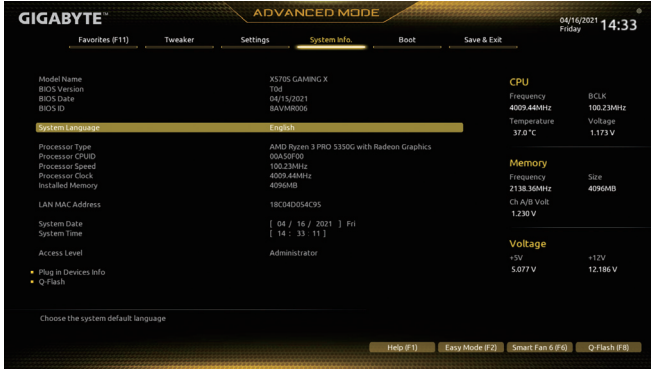 GIGABYTE™
ADVANCED MODE
04/16/2021
Friday
14:33
Favorites (F11) Tweaker Settings System Info. Boot Save & Exit
Model Name X570S GAMING X
BIOS Version T0d
BIOS Date 04/15/2021
BIOS ID 8AVMR006
System Language English
Processor Type AMD Ryzen 3 PRO 5350G with Radeon Graphics
Processor CPUID 00A50F00
Processor Speed 100.23MHz
Processor Clock 4009.44MHz
Installed Memory 4096MB
LAN MAC Address 18C04D054C95
System Date [ 04 / 16 / 2021 ] Fri
System Time [ 14 : 33 : 11 ]
Access Level Administrator
Plug in Devices Info
Q-Flash
CPU
Frequency BCLK
4009.44MHz 100.23MHz
Temperature Voltage
37.0 °C 1.173 V
Memory
Frequency Size
2138.36MHz 4096MB
Ch A/B Volt
1.230 V
Voltage
+5V +12V
5.077 V 12.186 V
Choose the system default language
Help (F1) Easy Mode (F2) Smart Fan 6 (F6) Q-Flash (F8)